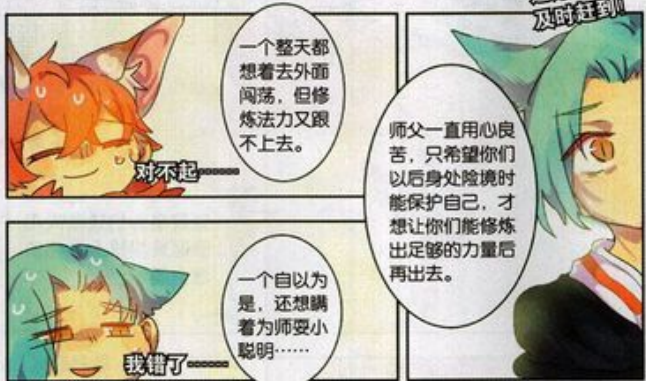 一个整天都
想着去外面
闯荡，但修
炼法力又跟
不上去。
对不起……
一个自以为
是，还想瞒
着为师耍小
聪明……
我错了……
及时赶到!!
师父一直用心良
苦，只希望你们
以后身处险境时
能保护自己，才
想让你们能修炼
出足够的力量后
再出去。